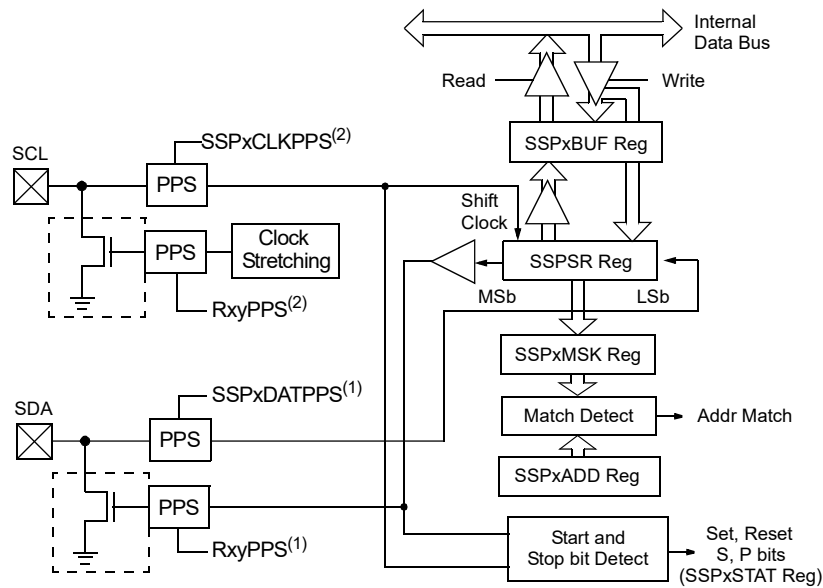 Internal
Data Bus
Read
Write
SSPxBUF Reg
SSPxCLKPPS(2)
SCL
PPS
Shift
Clock
PPS
Clock
Stretching
SSPSR Reg
MSb
LSb
RxyPPS(2)
SSPxMSK Reg
SSPxDATPPS(1)
SDA
PPS
Match Detect
Addr Match
SSPxADD Reg
PPS
RxyPPS(1)
Start and
Stop bit Detect
Set, Reset
S, P bits
(SSPxSTAT Reg)